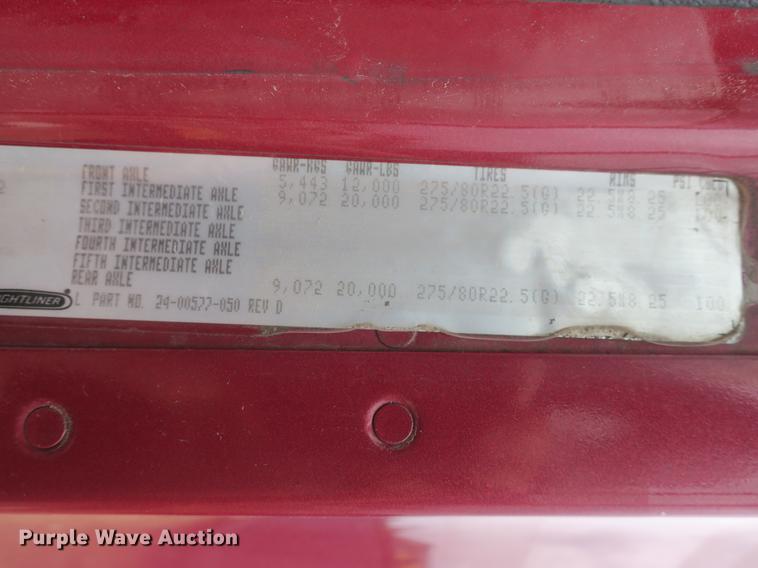 GAWR-KGS GAWR-LBS TIRES RIMS PSI
FRONT AXLE 5,443 12,000 275/80R22.5(G) 22.5X8.25
FIRST INTERMEDIATE AXLE 9,072 20,000 275/80R22.5(G) 22.5X8.25
SECOND INTERMEDIATE AXLE
THIRD INTERMEDIATE AXLE
FOURTH INTERMEDIATE AXLE
FIFTH INTERMEDIATE AXLE
REAR AXLE 9,072 20,000 275/80R22.5(G) 22.5X8.25 100
L PART NO. 24-00577-050 REV D
Purple Wave Auction